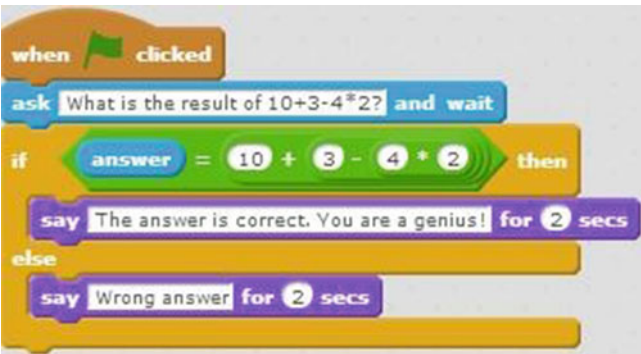 when clicked
ask What is the result of 10+3-4*2? and wait
if answer = 10 + 3 - 4 * 2 then
say The answer is correct. You are a genius! for 2 secs
else
say Wrong answer for 2 secs